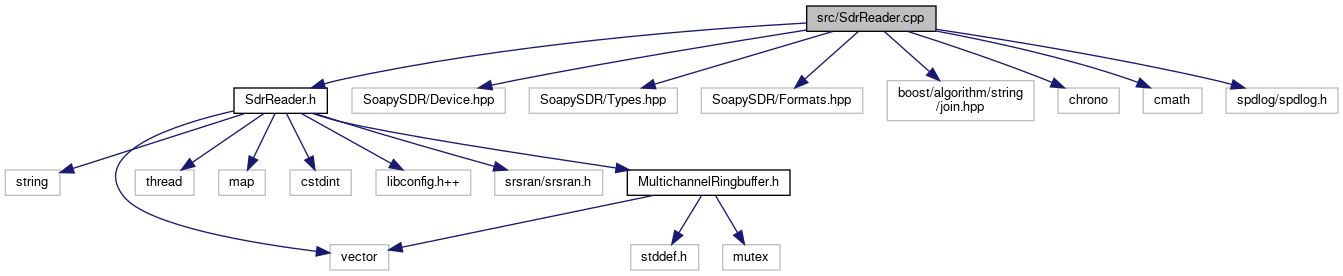 src/SdrReader.cpp
SdrReader.h
SoapySDR/Device.hpp
SoapySDR/Types.hpp
SoapySDR/Formats.hpp
boost/algorithm/string
/join.hpp
chrono
cmath
spdlog/spdlog.h
string
thread
map
cstdint
libconfig.h++
srsran/srsran.h
MultichannelRingbuffer.h
vector
stddef.h
mutex